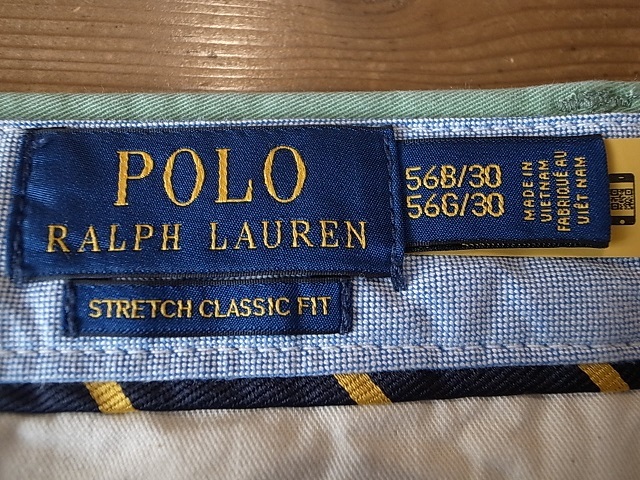 POLO
RALPH LAUREN
STRETCH CLASSIC FIT
56B/30
56G/30
MADE IN
VIETNAM
FABRIQUÉ AU
VIÊT NAM